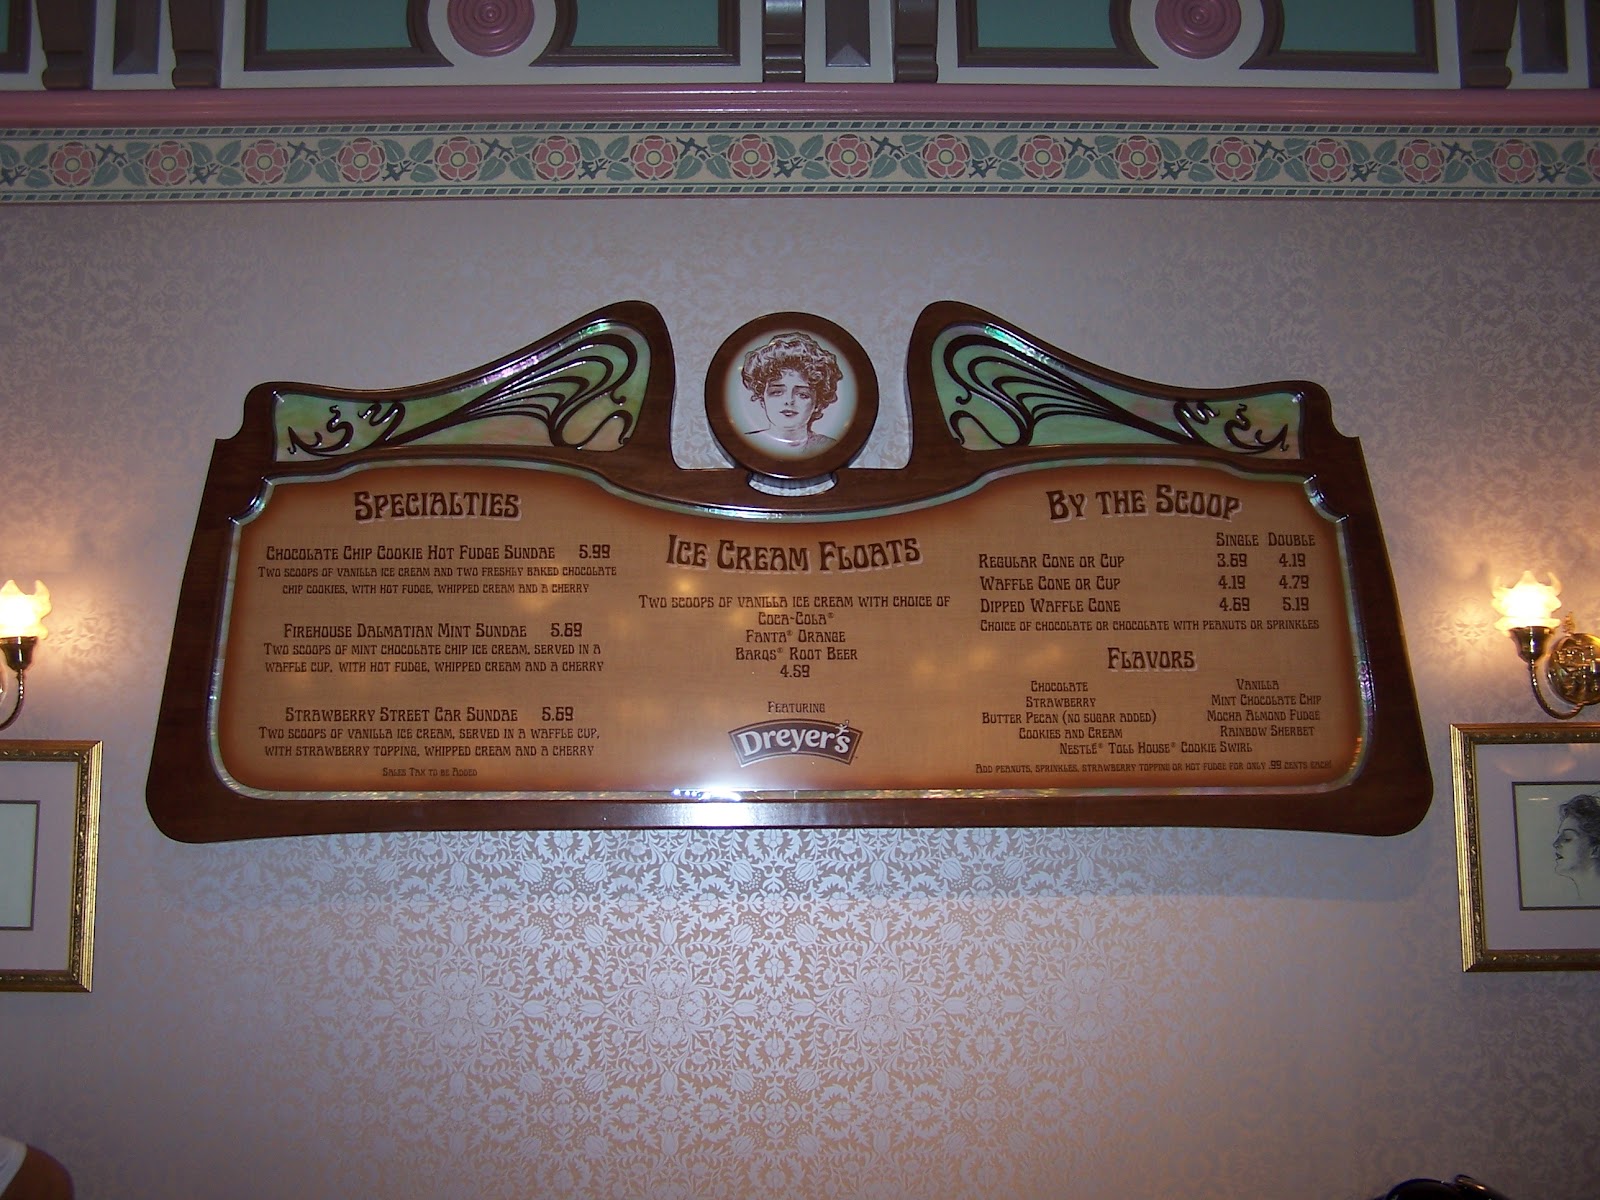 SPECIALTIES
CHOCOLATE CHIP COOKIE HOT FUDGE SUNDAE 5.99
TWO SCOOPS OF VANILLA ICE CREAM AND TWO FRESHLY BAKED CHOCOLATE
CHIP COOKIES, WITH HOT FUDGE, WHIPPED CREAM AND A CHERRY
FIREHOUSE DALMATIAN MINT SUNDAE 5.69
TWO SCOOPS OF MINT CHOCOLATE CHIP ICE CREAM, SERVED IN A
WAFFLE CUP, WITH HOT FUDGE, WHIPPED CREAM AND A CHERRY
STRAWBERRY STREET CAR SUNDAE 5.69
TWO SCOOPS OF VANILLA ICE CREAM, SERVED IN A WAFFLE CUP,
WITH STRAWBERRY TOPPING, WHIPPED CREAM AND A CHERRY
SALES TAX TO BE ADDED
ICE CREAM FLOATS
TWO SCOOPS OF VANILLA ICE CREAM WITH CHOICE OF
COCA-COLA®
FANTA® ORANGE
BARQS® ROOT BEER
4.59
FEATURING
Dreyer's
BY THE SCOOP
SINGLE DOUBLE
REGULAR CONE OR CUP 3.69 4.19
WAFFLE CONE OR CUP 4.19 4.79
DIPPED WAFFLE CONE 4.69 5.19
CHOICE OF CHOCOLATE OR CHOCOLATE WITH PEANUTS OR SPRINKLES
FLAVORS
CHOCOLATE VANILLA
STRAWBERRY MINT CHOCOLATE CHIP
BUTTER PECAN (NO SUGAR ADDED) MOCHA ALMOND FUDGE
COOKIES AND CREAM RAINBOW SHERBET
NESTLÉ® TOLL HOUSE® COOKIE SWIRL
ADD PEANUTS, SPRINKLES, STRAWBERRY TOPPING OR HOT FUDGE FOR ONLY .99 CENTS EACH